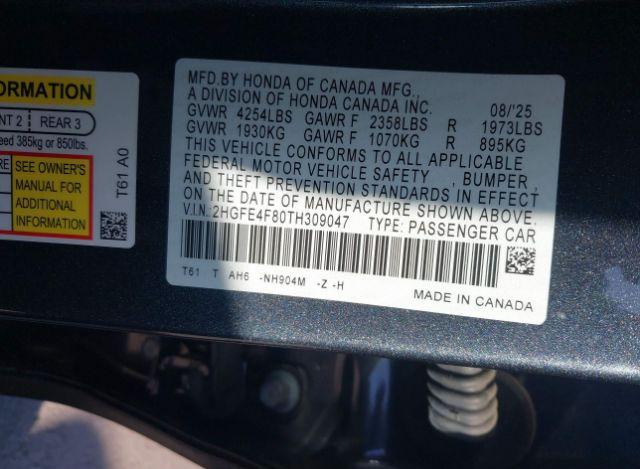 ORMATION
NT 2 | REAR 3
eed 385kg or 850lbs.
RE
SEE OWNER'S
MANUAL FOR
ADDITIONAL
INFORMATION
T61 A0
MFD.BY HONDA OF CANADA MFG.,
A DIVISION OF HONDA CANADA INC. 08/'25
GVWR 4254LBS GAWR F 2358LBS R 1973LBS
GVWR 1930KG GAWR F 1070KG R 895KG
THIS VEHICLE CONFORMS TO ALL APPLICABLE
FEDERAL MOTOR VEHICLE SAFETY , BUMPER,
AND THEFT PREVENTION STANDARDS IN EFFECT
ON THE DATE OF MANUFACTURE SHOWN ABOVE.
V.I.N: 2HGFE4F80TH309047 TYPE: PASSENGER CAR
T61 T AH6 -NH904M -Z -H
MADE IN CANADA